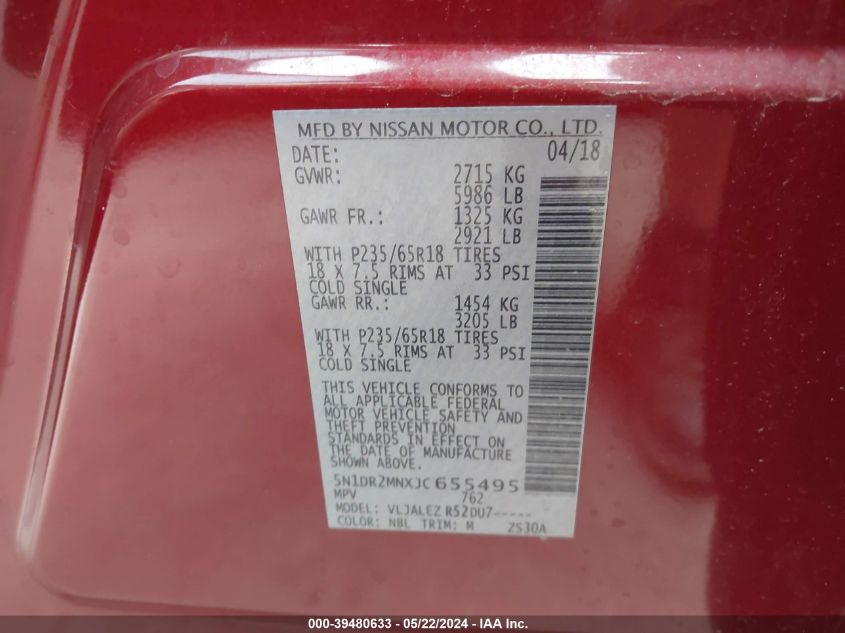 MFD BY NISSAN MOTOR CO., LTD.
DATE: 04/18
GVWR: 2715 KG
5986 LB
GAWR FR.: 1325 KG
2921 LB
WITH P235/65R18 TIRES
18 X 7.5 RIMS AT 33 PSI
COLD SINGLE
GAWR RR.: 1454 KG
3205 LB
WITH P235/65R18 TIRES
18 X 7.5 RIMS AT 33 PSI
COLD SINGLE
THIS VEHICLE CONFORMS TO
ALL APPLICABLE FEDERAL
MOTOR VEHICLE SAFETY AND
THEFT PREVENTION
STANDARDS IN EFFECT ON
THE DATE OF MANUFACTURE
SHOWN ABOVE.
5N1DR2MNXJC655495
MPV 762
MODEL: VLJALEZ R52DU7-----
COLOR: NBL TRIM: M ZS30A
000-39480633 - 05/22/2024 - IAA Inc.